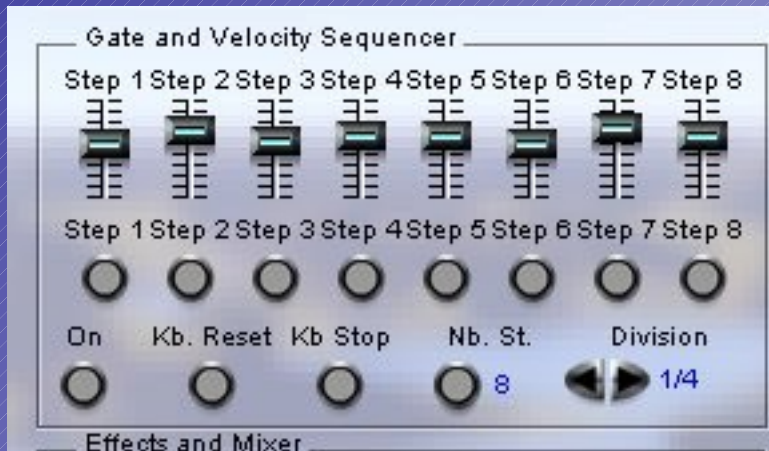 Gate and Velocity Sequencer
Step 1 Step 2 Step 3 Step 4 Step 5 Step 6 Step 7 Step 8
Step 1 Step 2 Step 3 Step 4 Step 5 Step 6 Step 7 Step 8
On Kb. Reset Kb Stop Nb. St. Division
8 1/4
Effects and Mixer